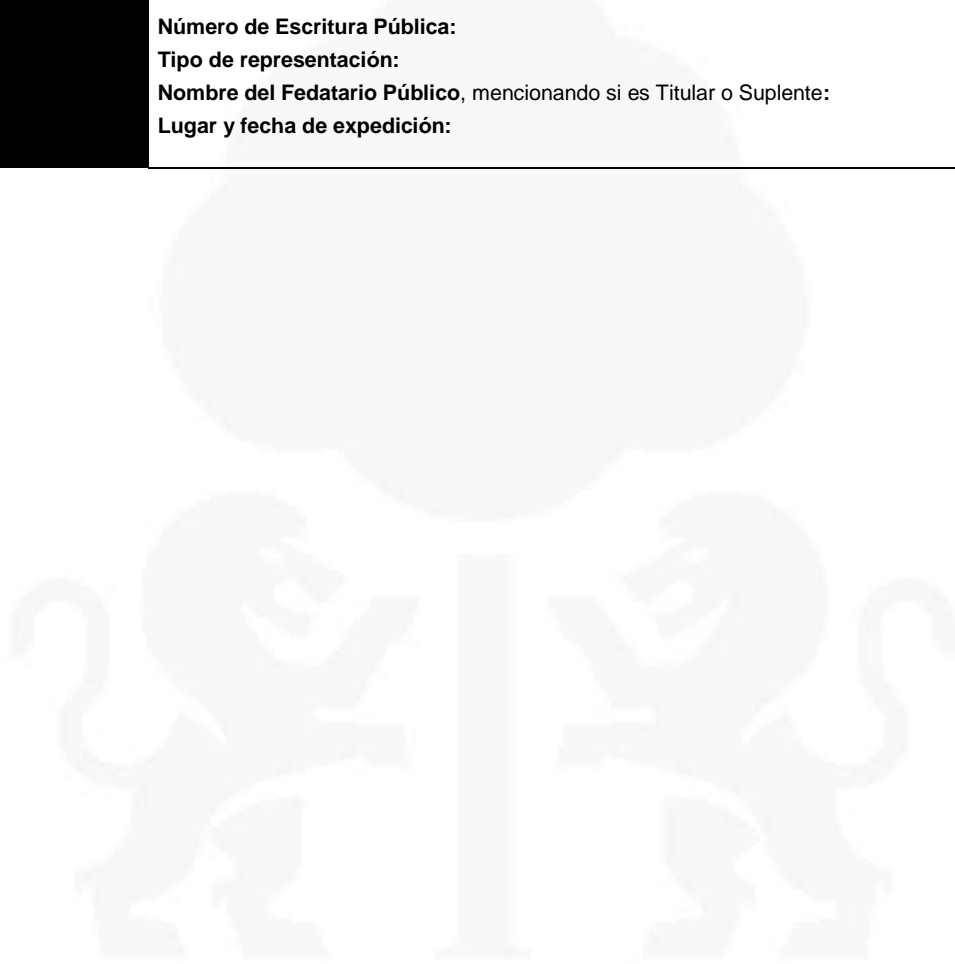 Número de Escritura Pública:
Tipo de representación:
Nombre del Fedatario Público, mencionando si es Titular o Suplente:
Lugar y fecha de expedición: